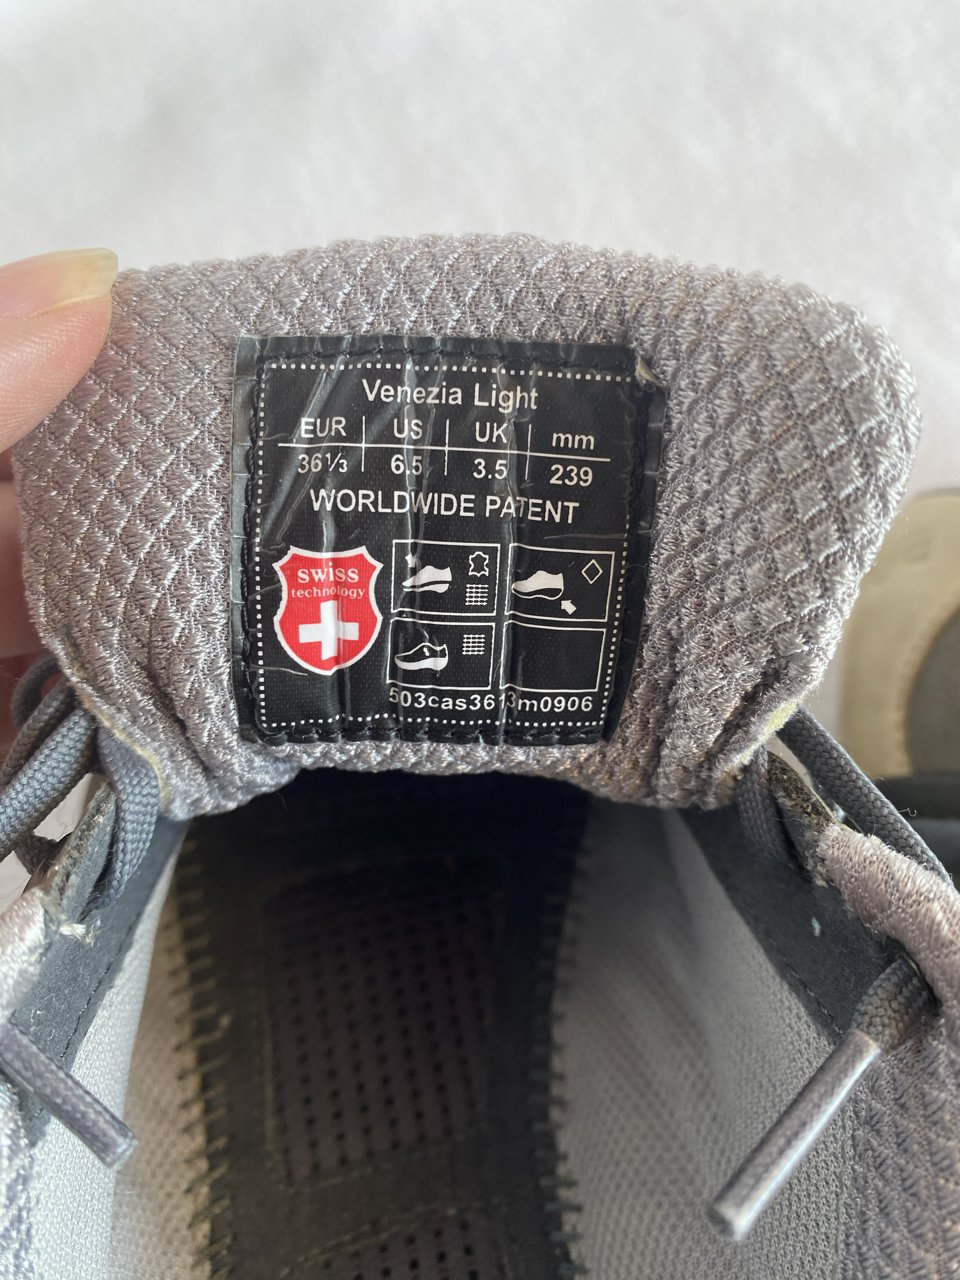 Venezia Light
EUR US UK mm
36⅓ 6.5 3.5 239
WORLDWIDE PATENT
swiss
technology
503cas3613m0906